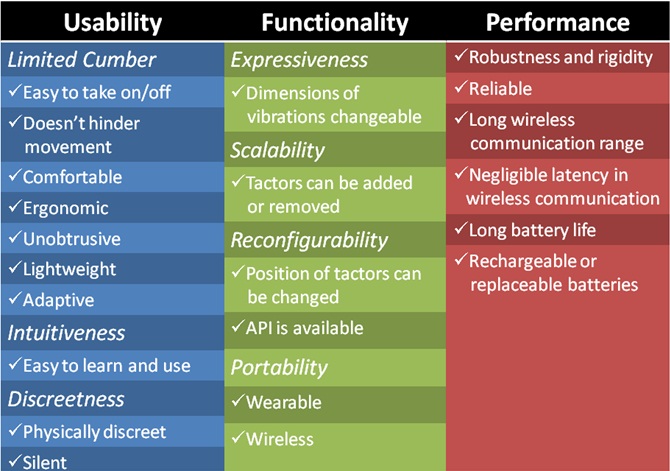 Usability
Limited Cumber
✓Easy to take on/off
✓Doesn't hinder
movement
✓Comfortable
✓Ergonomic
✓Unobtrusive
✓Lightweight
✓Adaptive
Intuitiveness
✓Easy to learn and use
Discreetness
✓Physically discreet
✓Silent
Functionality
Expressiveness
✓Dimensions of
vibrations changeable
Scalability
✓Tactors can be added
or removed
Reconfigurability
✓Position of tactors can
be changed
✓API is available
Portability
✓Wearable
✓Wireless
Performance
✓Robustness and rigidity
✓Reliable
✓Long wireless
communication range
✓Negligible latency in
wireless communication
✓Long battery life
✓Rechargeable or
replaceable batteries